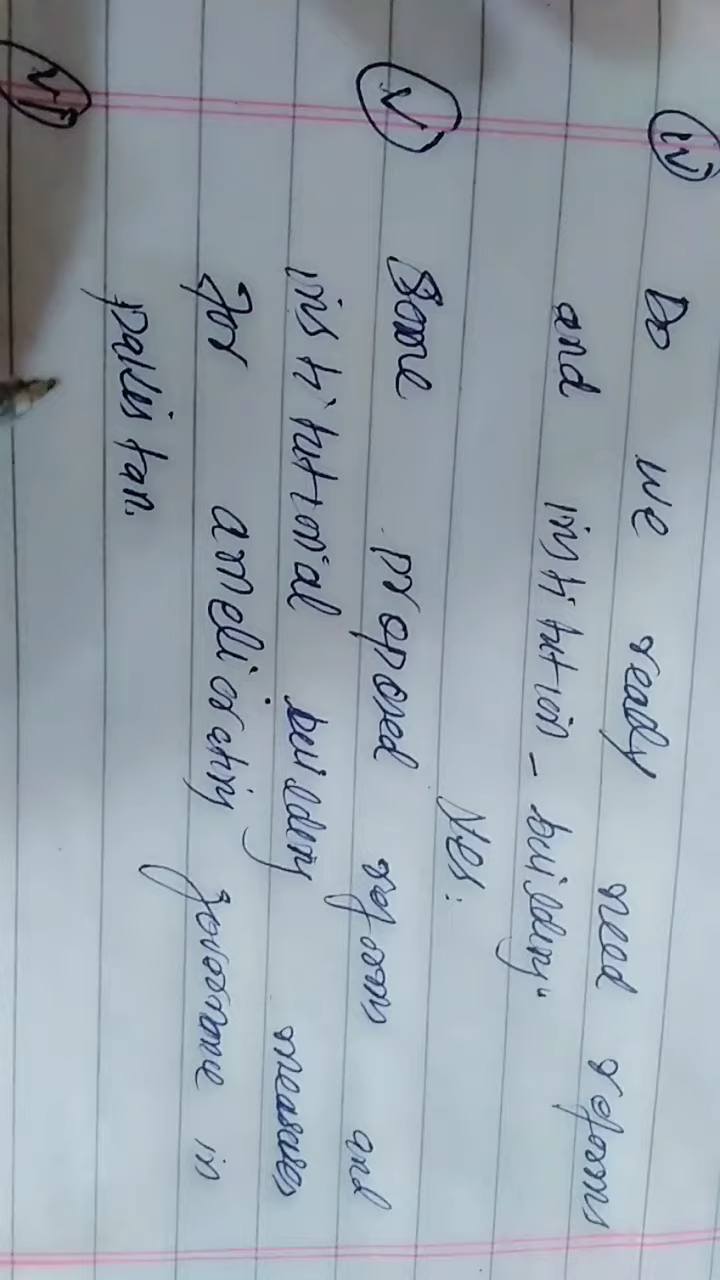 (iv) Do we really need reforms
and institution - building"
Yes.
(v) Some proposed reforms and
institutional building measures
for ameliorating governance in
pakistan.
(vi)